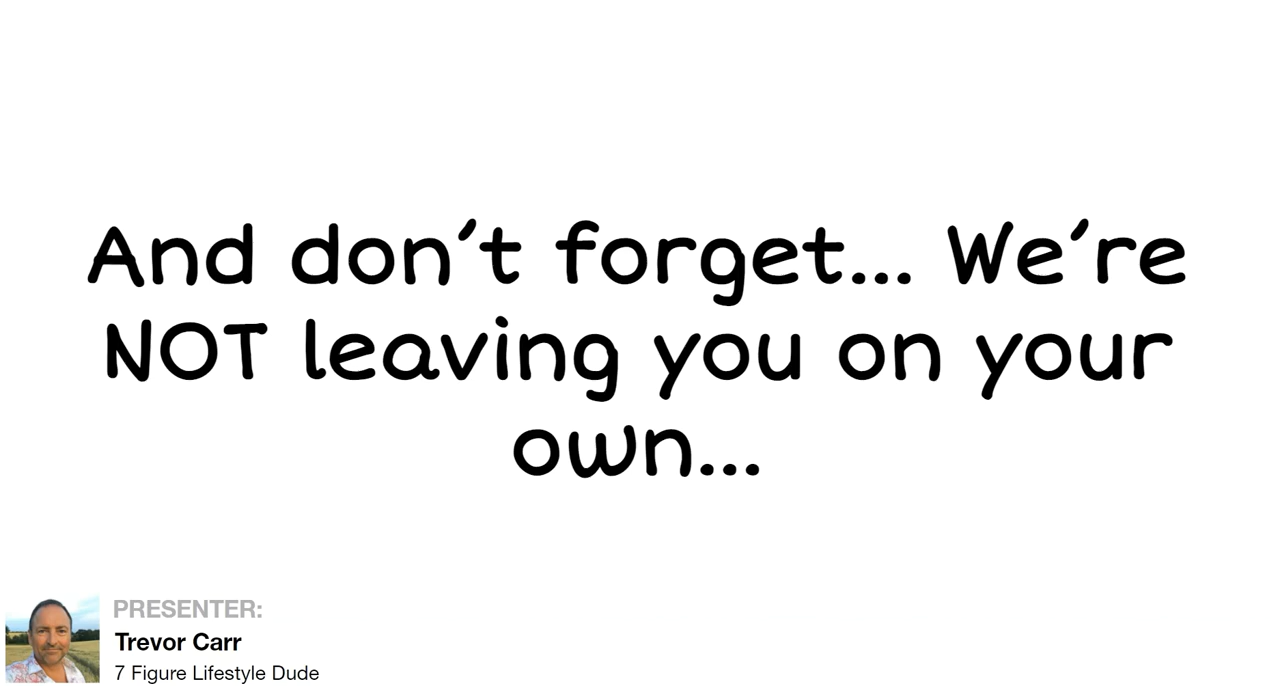 And don’t forget... We’re
NOT leaving you on your
own...
PRESENTER:
Trevor Carr
7 Figure Lifestyle Dude